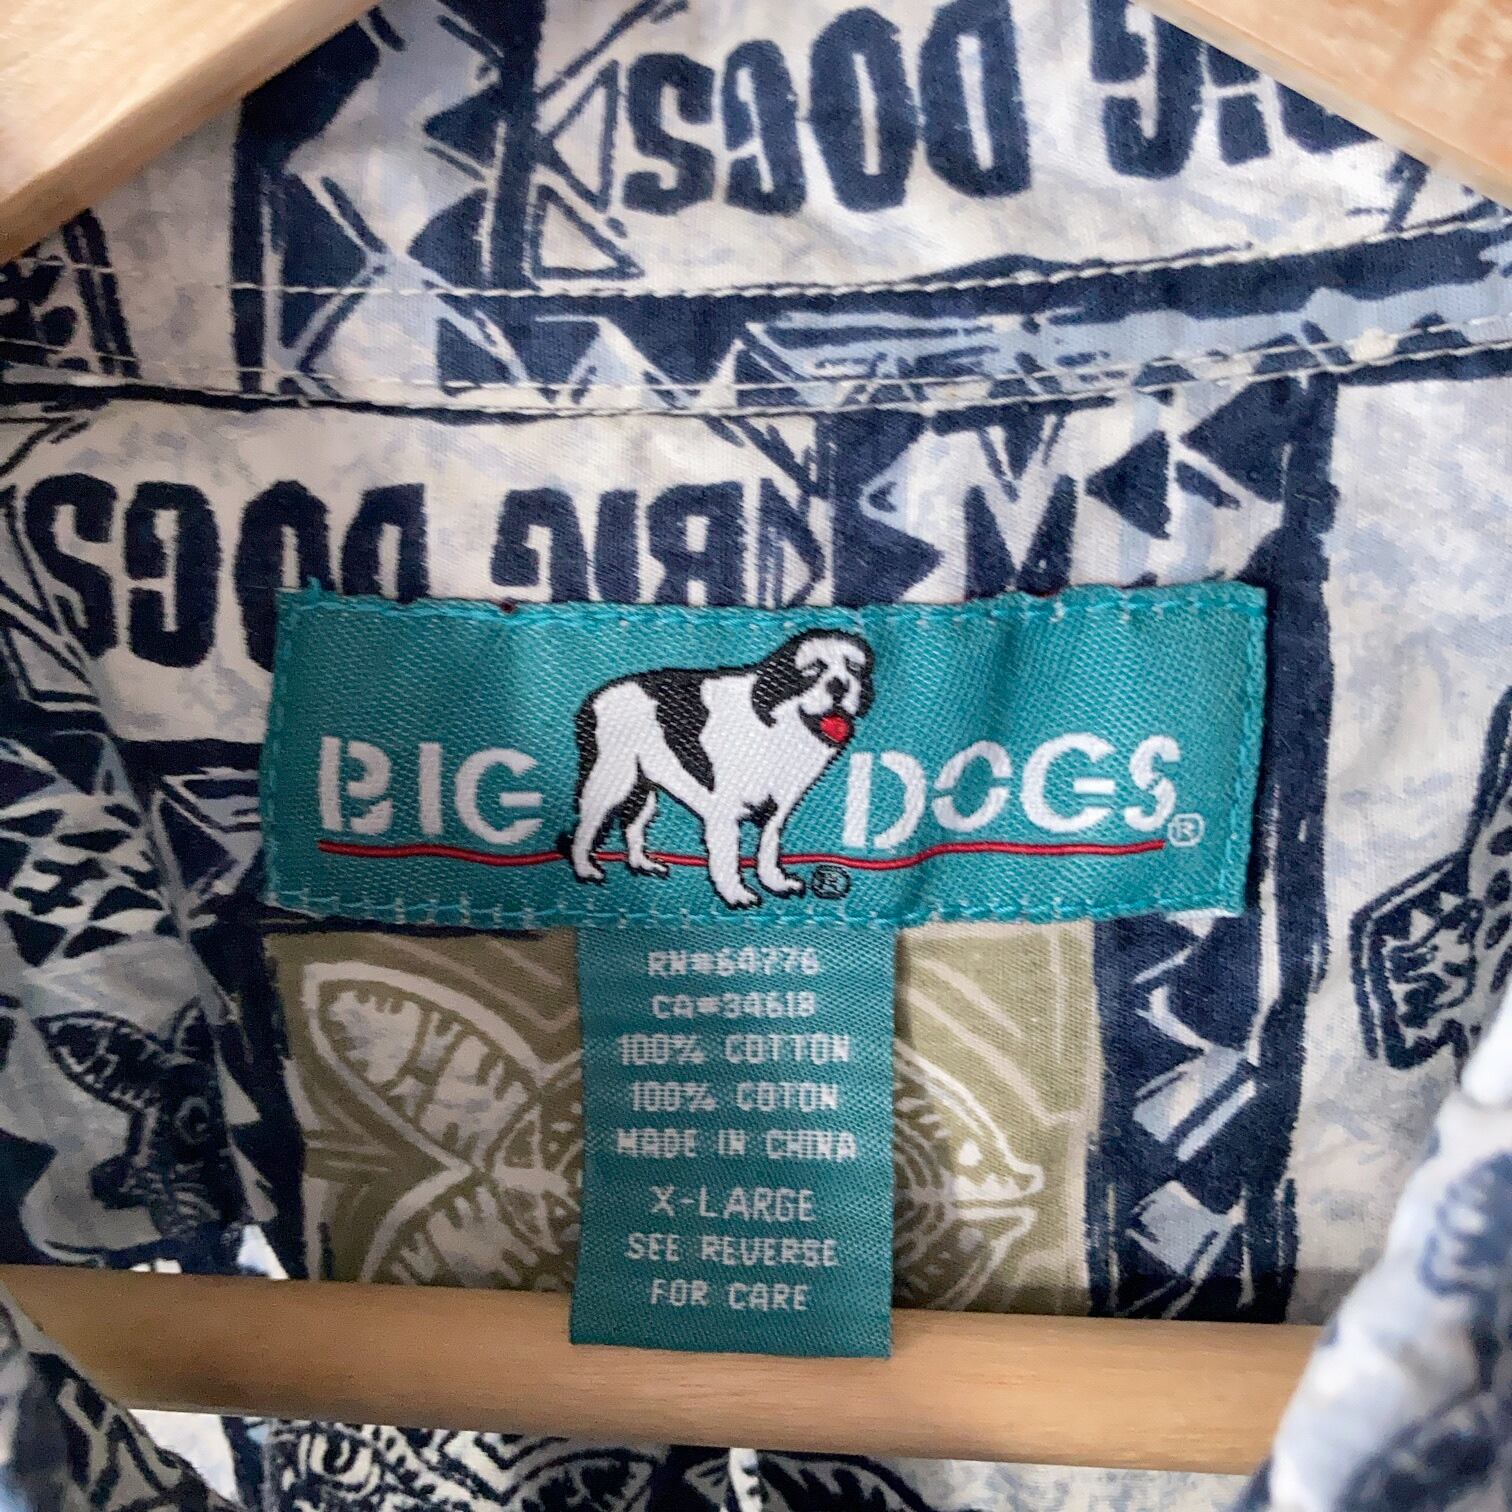 BIG DOGS
BIG DOGS
BIG DOGS®
®
RN#64776
CA#34618
100% COTTON
100% COTON
MADE IN CHINA
X-LARGE
SEE REVERSE
FOR CARE